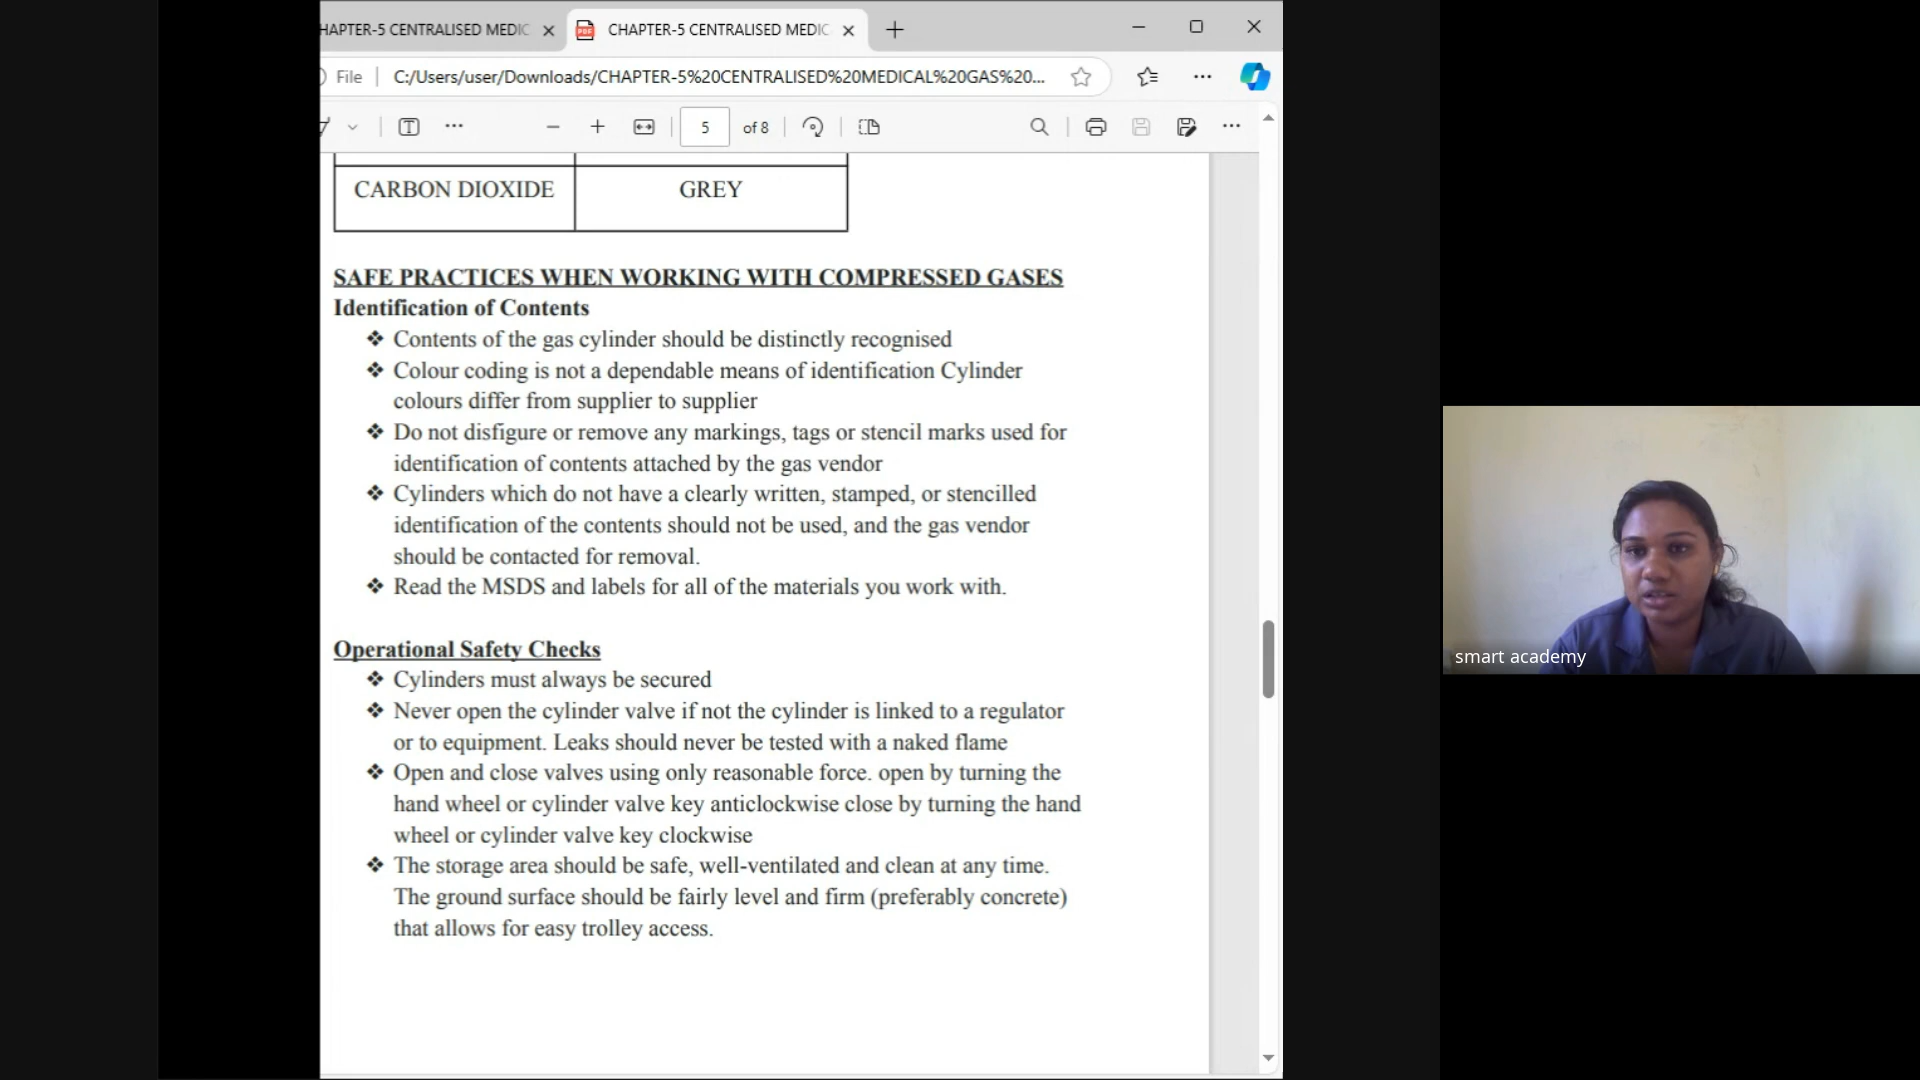 HAPTER-5 CENTRALISED MEDIC
CHAPTER-5 CENTRALISED MEDIC
File
C:/Users/user/Downloads/CHAPTER-5%20CENTRALISED%20MEDICAL%20GAS%20...
5 of 8
CARBON DIOXIDE GREY
SAFE PRACTICES WHEN WORKING WITH COMPRESSED GASES
Identification of Contents
❖ Contents of the gas cylinder should be distinctly recognised
❖ Colour coding is not a dependable means of identification Cylinder
colours differ from supplier to supplier
❖ Do not disfigure or remove any markings, tags or stencil marks used for
identification of contents attached by the gas vendor
❖ Cylinders which do not have a clearly written, stamped, or stencilled
identification of the contents should not be used, and the gas vendor
should be contacted for removal.
❖ Read the MSDS and labels for all of the materials you work with.
Operational Safety Checks
❖ Cylinders must always be secured
❖ Never open the cylinder valve if not the cylinder is linked to a regulator
or to equipment. Leaks should never be tested with a naked flame
❖ Open and close valves using only reasonable force. open by turning the
hand wheel or cylinder valve key anticlockwise close by turning the hand
wheel or cylinder valve key clockwise
❖ The storage area should be safe, well-ventilated and clean at any time.
The ground surface should be fairly level and firm (preferably concrete)
that allows for easy trolley access.
smart academy